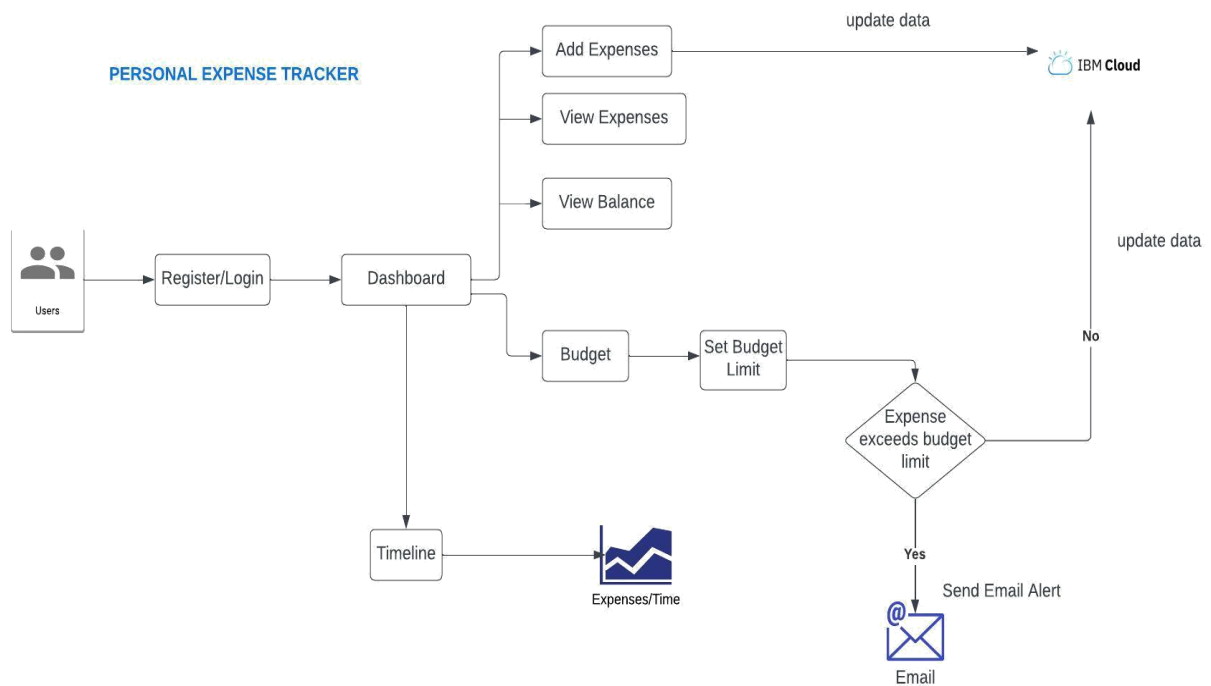 update data
Add Expenses
IBM Cloud
PERSONAL EXPENSE TRACKER
View Expenses
View Balance
update data
Users
Register/Login
Dashboard
No
Budget
Set Budget
Limit
Expense
exceeds budget
limit
Timeline
Yes
Expenses/Time
Send Email Alert
@
Email